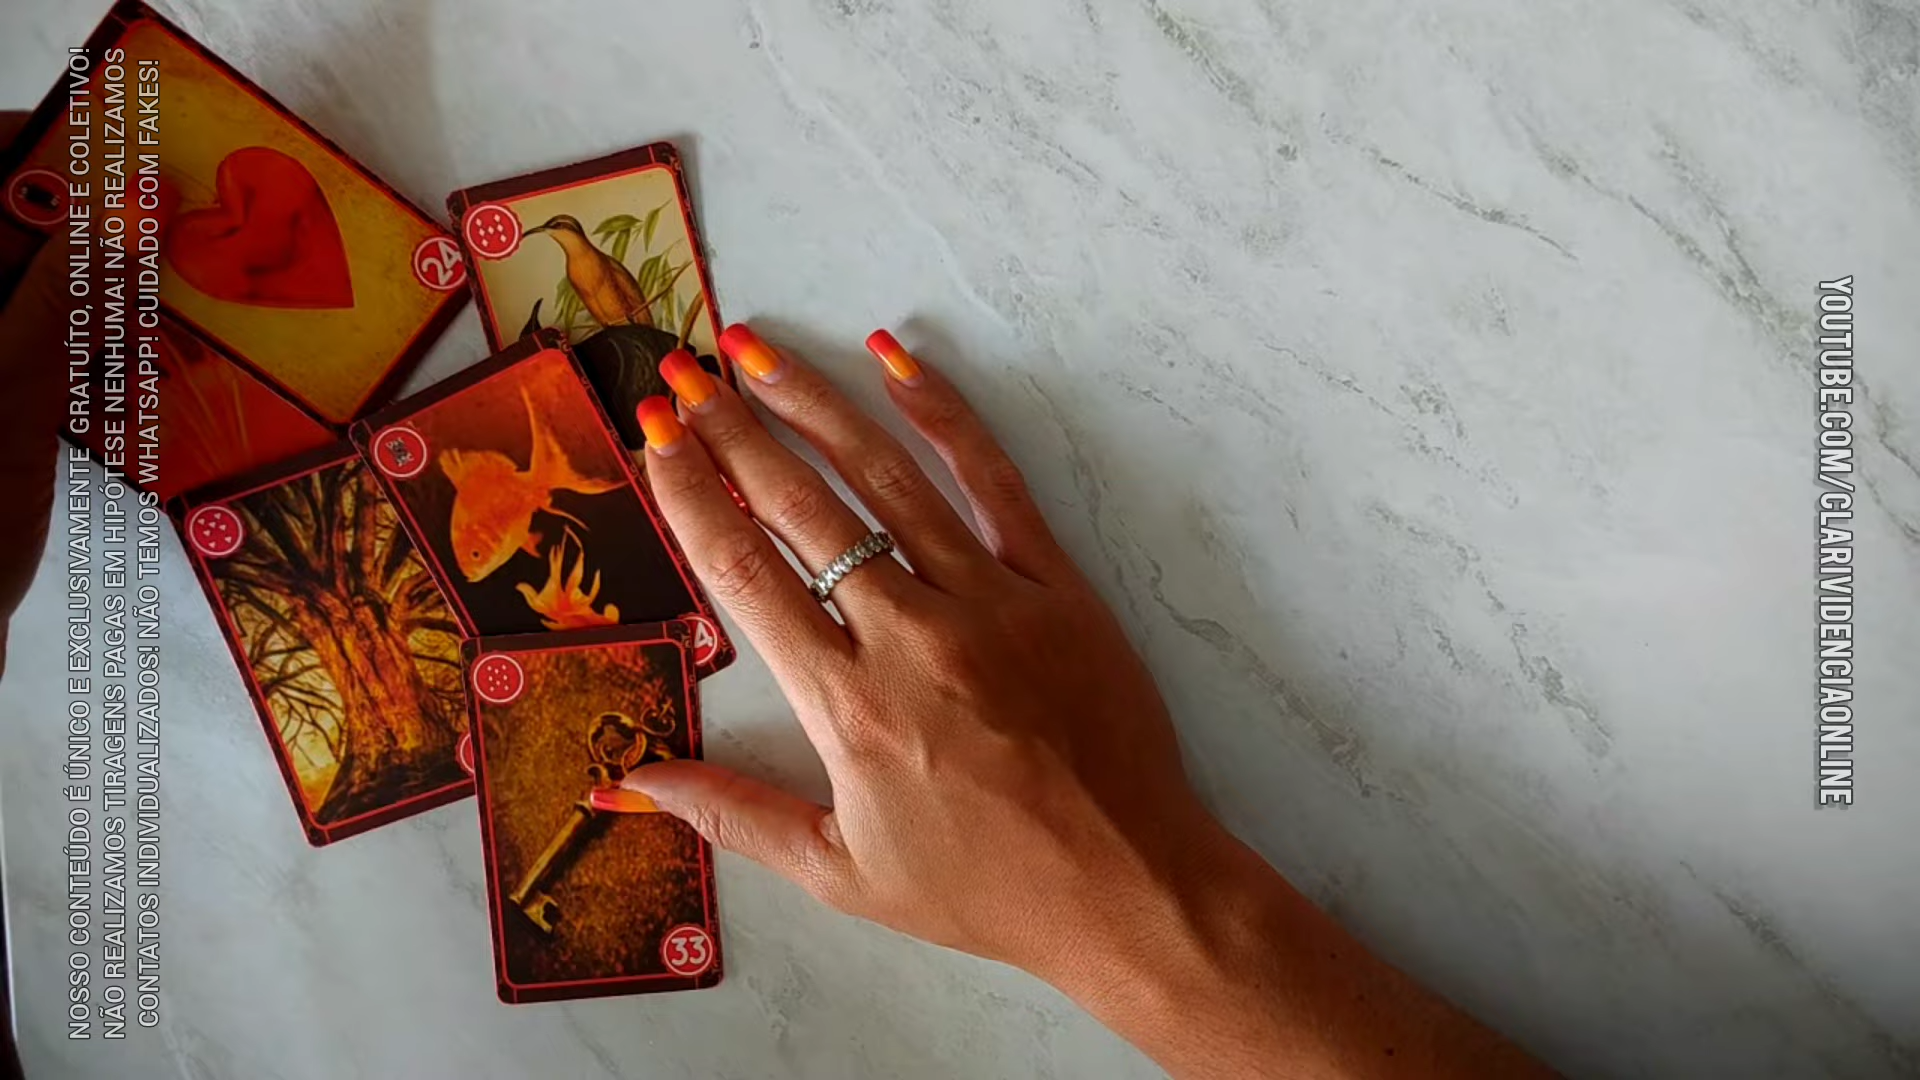 NOSSO CONTEÚDO É ÚNICO E EXCLUSIVAMENTE GRATUÍTO, ONLINE E COLETIVO!
NÃO REALIZAMOS TIRAGENS PAGAS EM HIPÓTESE NENHUMA! NÃO REALIZAMOS
CONTATOS INDIVIDUALIZADOS! NÃO TEMOS WHATSAPP! CUIDADO COM FAKES!
24
33
YOUTUBE.COM/CLARIVIDENCIAONLINE